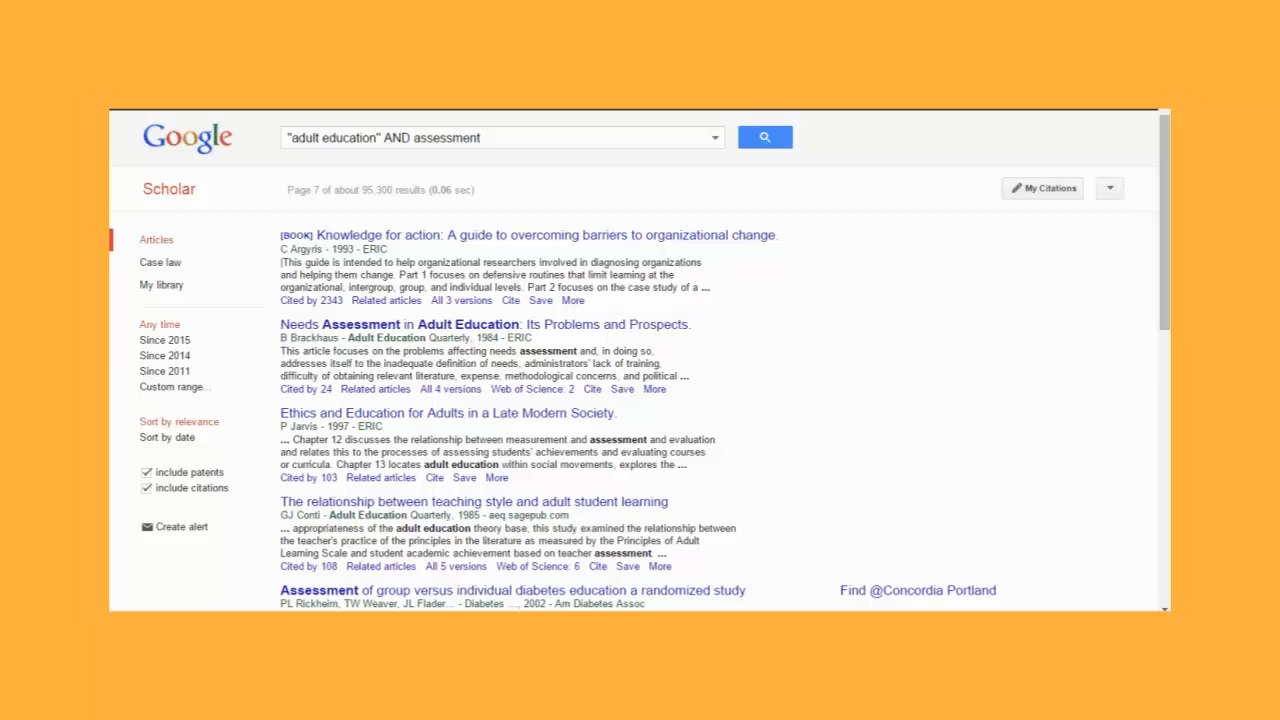 Google
"adult education" AND assessment
Scholar
Page 7 of about 95,300 results (0.06 sec)
My Citations
Articles
Case law
My library
Any time
Since 2015
Since 2014
Since 2011
Custom range...
Sort by relevance
Sort by date
include patents
include citations
Create alert
[BOOK] Knowledge for action: A guide to overcoming barriers to organizational change.
C Argyris - 1993 - ERIC
|This guide is intended to help organizational researchers involved in diagnosing organizations
and helping them change. Part 1 focuses on defensive routines that limit learning at the
organizational, intergroup, group, and individual levels. Part 2 focuses on the case study of a ...
Cited by 2343 Related articles All 3 versions Cite Save More
Needs Assessment in Adult Education: Its Problems and Prospects.
B Brackhaus - Adult Education Quarterly, 1984 - ERIC
This article focuses on the problems affecting needs assessment and, in doing so,
addresses itself to the inadequate definition of needs, administrators' lack of training,
difficulty of obtaining relevant literature, expense, methodological concerns, and political ...
Cited by 24 Related articles All 4 versions Web of Science: 2 Cite Save More
Ethics and Education for Adults in a Late Modern Society.
P Jarvis - 1997 - ERIC
... Chapter 12 discusses the relationship between measurement and assessment and evaluation
and relates this to the processes of assessing students' achievements and evaluating courses
or curricula. Chapter 13 locates adult education within social movements, explores the ...
Cited by 103 Related articles Cite Save More
The relationship between teaching style and adult student learning
GJ Conti - Adult Education Quarterly, 1985 - aeq.sagepub.com
... appropriateness of the adult education theory base, this study examined the relationship between
the teacher's practice of the principles in the literature as measured by the Principles of Adult
Learning Scale and student academic achievement based on teacher assessment. ...
Cited by 108 Related articles All 5 versions Web of Science: 6 Cite Save More
Assessment of group versus individual diabetes education a randomized study
Find @Concordia Portland
PL Rickheim, TW Weaver, JL Flader... - Diabetes ..., 2002 - Am Diabetes Assoc